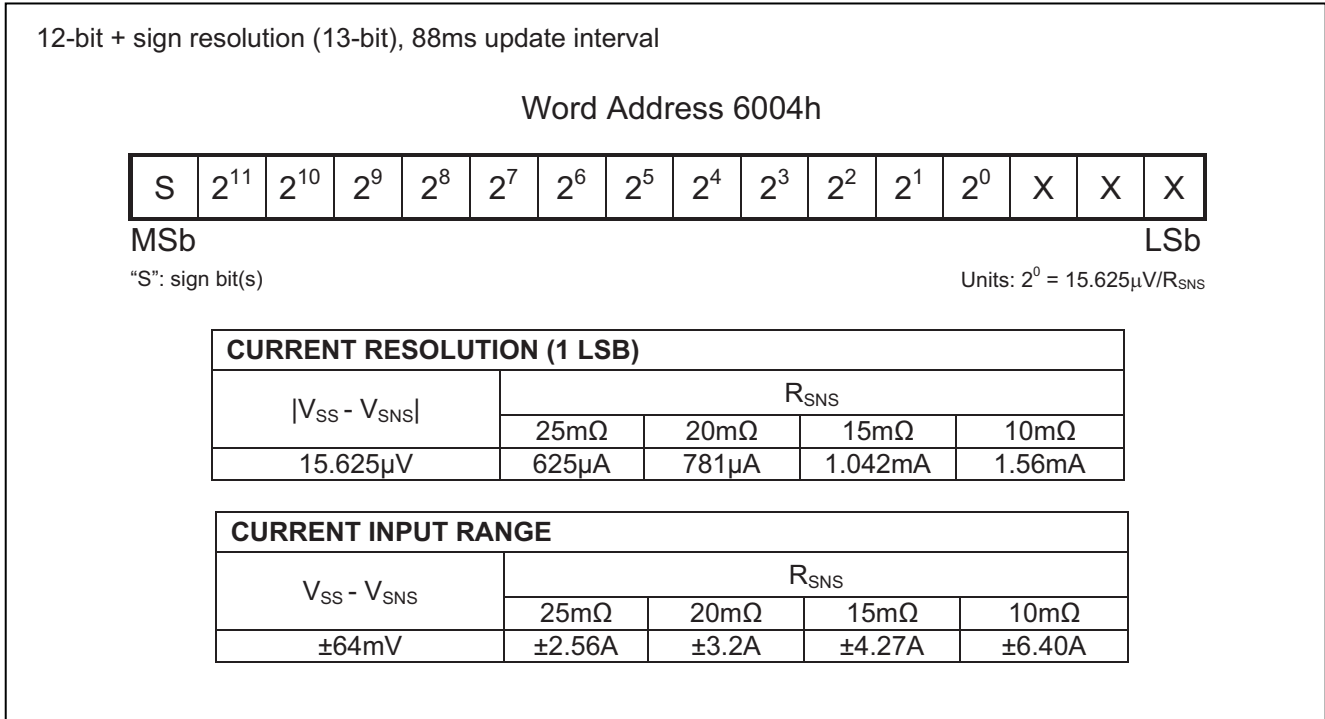 12-bit + sign resolution (13-bit), 88ms update interval
Word Address 6004h
S 2¹¹ 2¹⁰ 2⁹ 2⁸ 2⁷ 2⁶ 2⁵ 2⁴ 2³ 2² 2¹ 2⁰ X X X
MSb LSb
“S”: sign bit(s) Units: 2⁰ = 15.625μV/R_SNS
CURRENT RESOLUTION (1 LSB)
|V_SS - V_SNS| R_SNS
25mΩ 20mΩ 15mΩ 10mΩ
15.625µV 625µA 781µA 1.042mA 1.56mA
CURRENT INPUT RANGE
V_SS - V_SNS R_SNS
25mΩ 20mΩ 15mΩ 10mΩ
±64mV ±2.56A ±3.2A ±4.27A ±6.40A